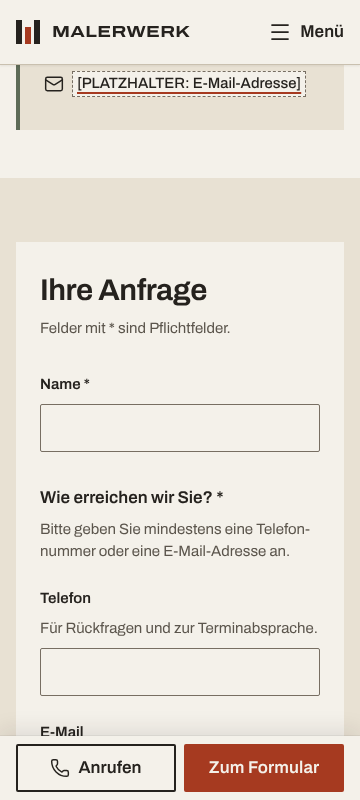 MALERWERK
Menü
[PLATZHALTER: E-Mail-Adresse]
Ihre Anfrage
Felder mit * sind Pflichtfelder.
Name *
Wie erreichen wir Sie? *
Bitte geben Sie mindestens eine Telefon-
nummer oder eine E-Mail-Adresse an.
Telefon
Für Rückfragen und zur Terminabsprache.
E-Mail
Anrufen
Zum Formular